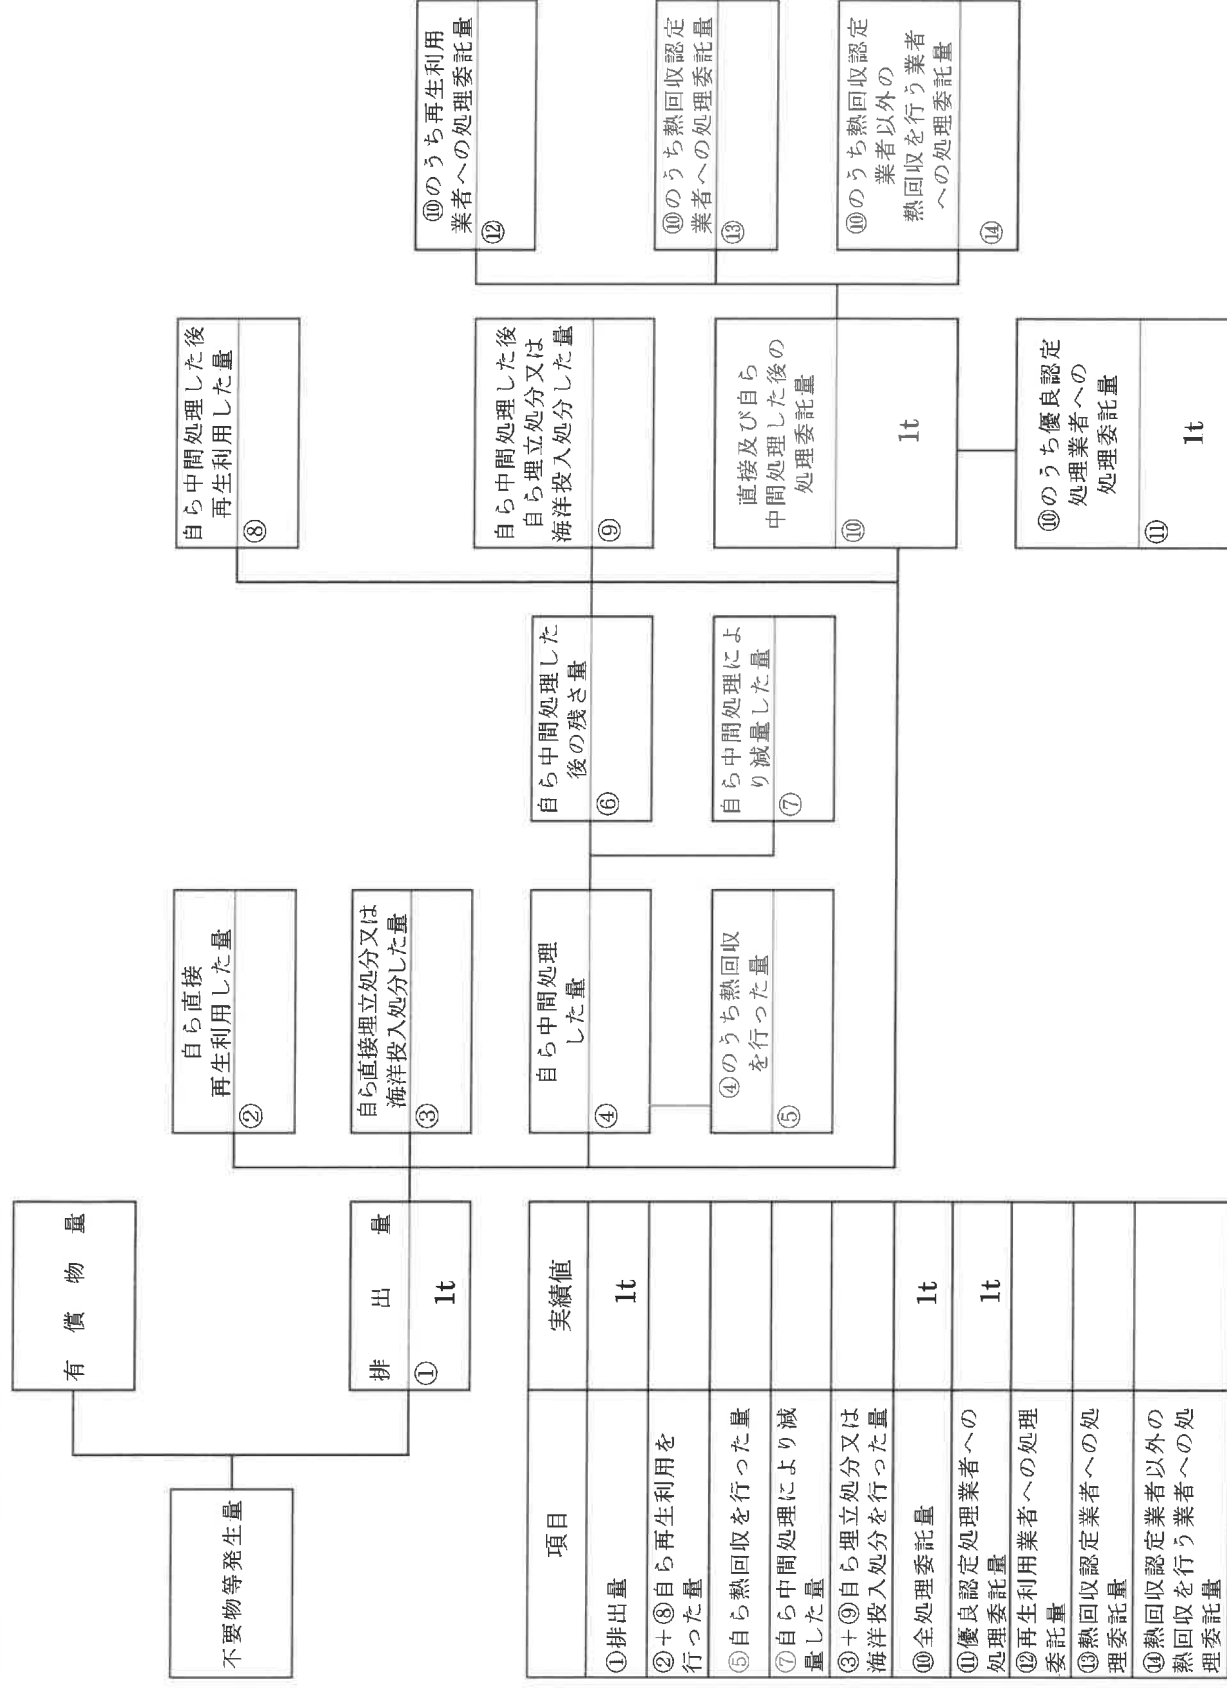 不要物等発生量
有償物量
排出量
①
1t
自ら直接
再生利用した量
②
自ら直接埋立処分又は
海洋投入処分した量
③
自ら中間処理
した量
④
④のうち熱回収
を行った量
⑤
自ら中間処理した
後の残さ量
⑥
自ら中間処理によ
り減量した量
⑦
自ら中間処理した後
再生利用した量
⑧
自ら中間処理した後
自ら埋立処分又は
海洋投入処分した量
⑨
直接及び自ら
中間処理した後の
処理委託量
⑩
1t
⑩のうち優良認定
処理業者への
処理委託量
⑪
1t
⑩のうち再生利用
業者への処理委託量
⑫
⑩のうち熱回収認定
業者への処理委託量
⑬
⑩のうち熱回収認定
業者以外の
熱回収を行う業者
への処理委託量
⑭
項目 実績値
①排出量 1t
②+⑧自ら再生利用を
行った量
⑤自ら熱回収を行った量
⑦自ら中間処理により減
量した量
③+⑨自ら埋立処分又は
海洋投入処分を行った量
⑩全処理委託量 1t
⑪優良認定処理業者への
処理委託量 1t
⑫再生利用業者への処理
委託量
⑬熱回収認定業者への処
理委託量
⑭熱回収認定業者以外の
熱回収を行う業者への処
理委託量